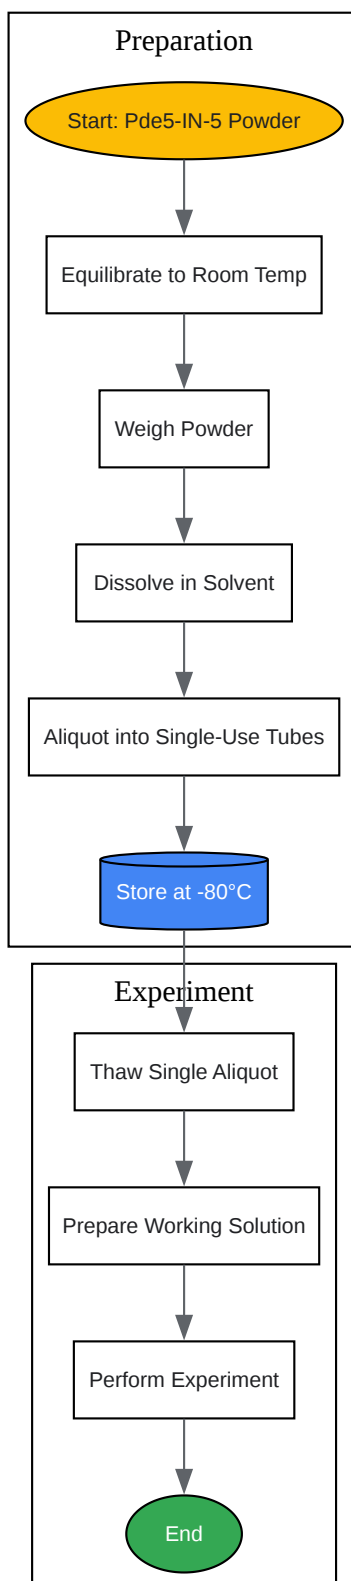 Preparation
Start: Pde5-IN-5 Powder
Equilibrate to Room Temp
Weigh Powder
Dissolve in Solvent
Aliquot into Single-Use Tubes
Store at -80°C
Experiment
Thaw Single Aliquot
Prepare Working Solution
Perform Experiment
End